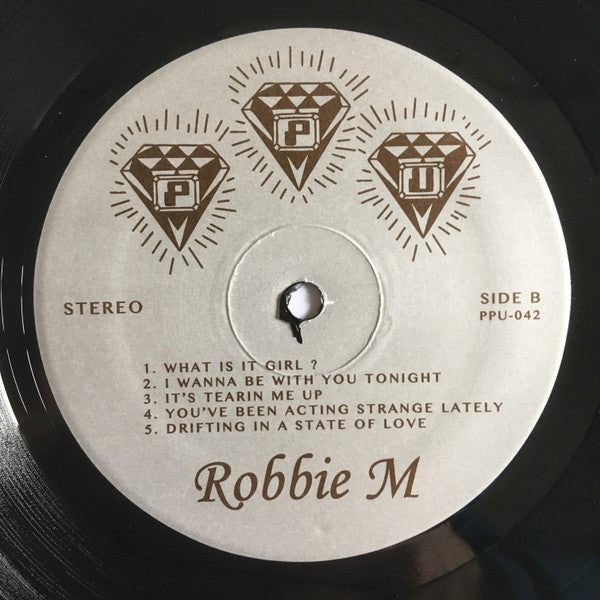 P P U
STEREO
SIDE B
PPU-042
1. WHAT IS IT GIRL ?
2. I WANNA BE WITH YOU TONIGHT
3. IT'S TEARIN ME UP
4. YOU'VE BEEN ACTING STRANGE LATELY
5. DRIFTING IN A STATE OF LOVE
Robbie M